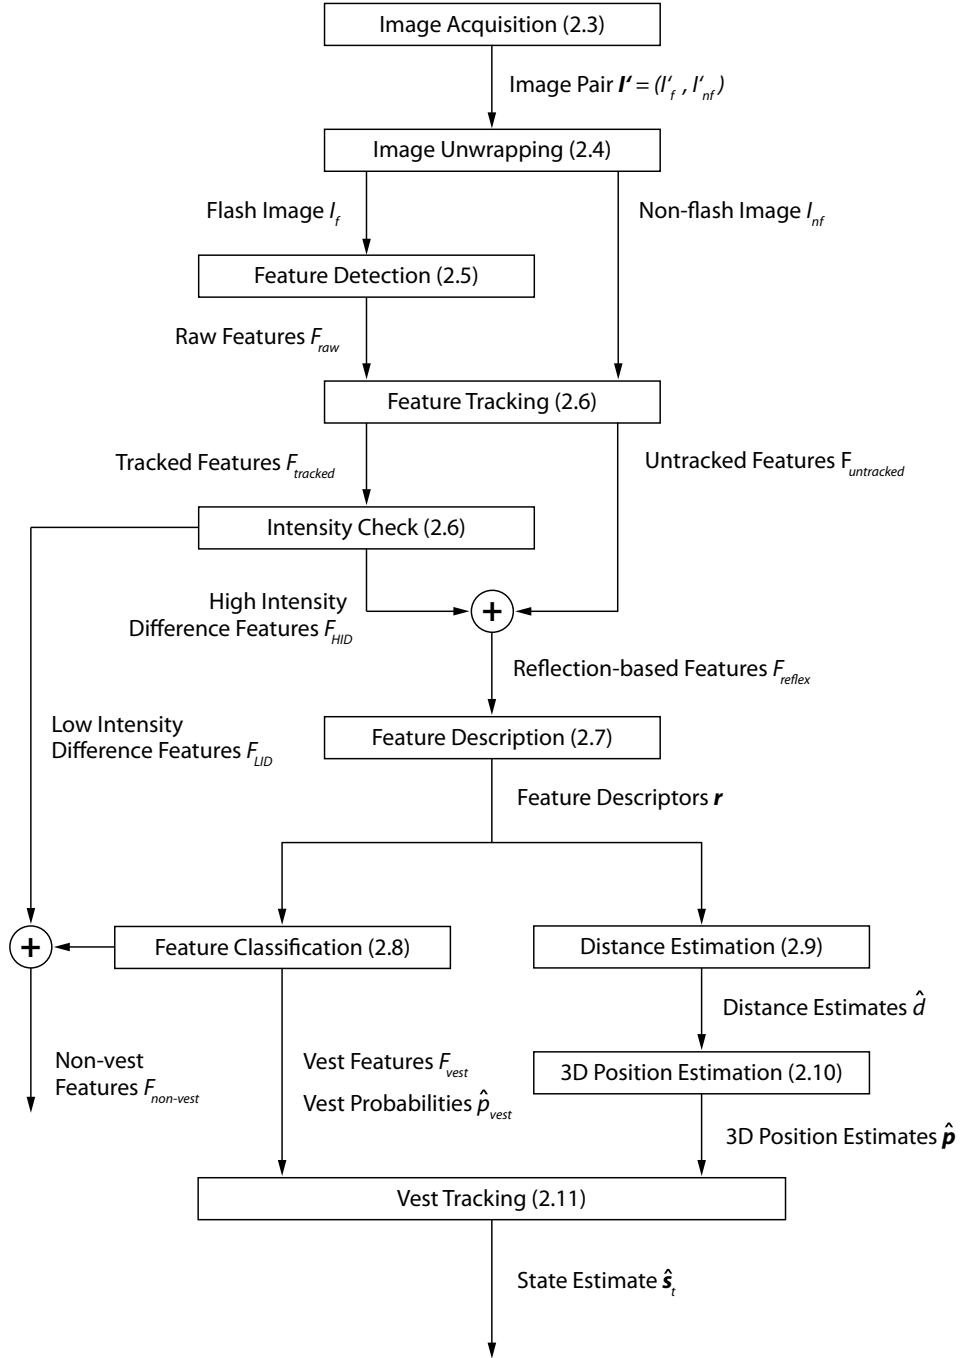 Image Acquisition (2.3)
Image Pair I‘ = (I‘f , I‘nf)
Image Unwrapping (2.4)
Flash Image If
Non-flash Image Inf
Feature Detection (2.5)
Raw Features Fraw
Feature Tracking (2.6)
Tracked Features Ftracked
Untracked Features Funtracked
Intensity Check (2.6)
High Intensity
Difference Features FHID
+
Reflection-based Features Freflex
Low Intensity
Difference Features FLID
Feature Description (2.7)
Feature Descriptors r
+
Feature Classification (2.8)
Distance Estimation (2.9)
Distance Estimates d̂
Non-vest
Features Fnon-vest
Vest Features Fvest
Vest Probabilities p̂vest
3D Position Estimation (2.10)
3D Position Estimates p̂
Vest Tracking (2.11)
State Estimate ŝt